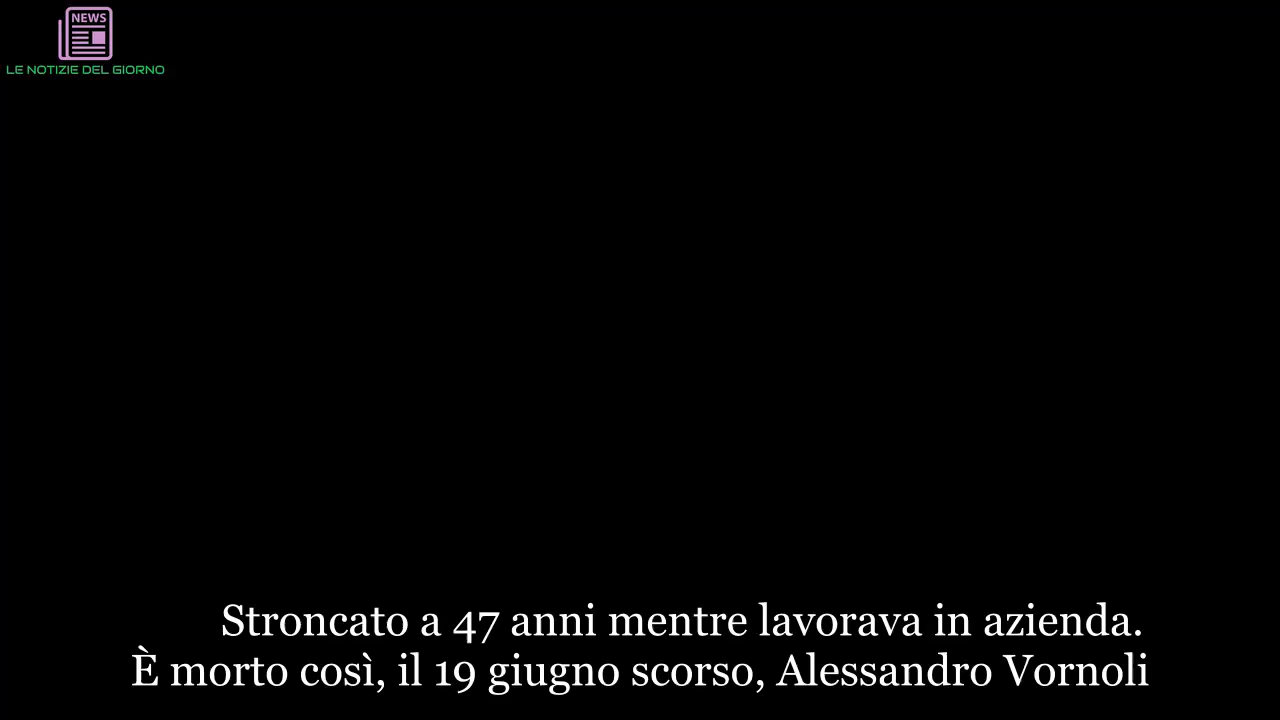 NEWS
LE NOTIZIE DEL GIORNO
Stroncato a 47 anni mentre lavorava in azienda.
È morto così, il 19 giugno scorso, Alessandro Vornoli